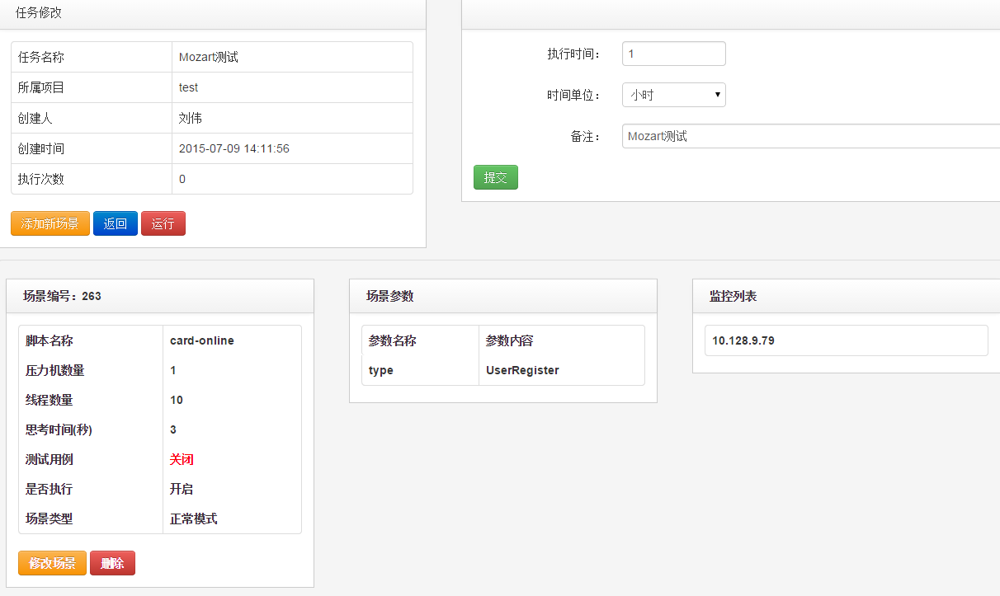 任务修改
任务名称 Mozart测试
所属项目 test
创建人 刘伟
创建时间 2015-07-09 14:11:56
执行次数 0
添加新场景 返回 运行
执行时间： 1
时间单位： 小时
备注： Mozart测试
提交
场景编号：263
脚本名称 card-online
压力机数量 1
线程数量 10
思考时间(秒) 3
测试用例 关闭
是否执行 开启
场景类型 正常模式
修改场景 删除
场景参数
参数名称 参数内容
type UserRegister
监控列表
10.128.9.79